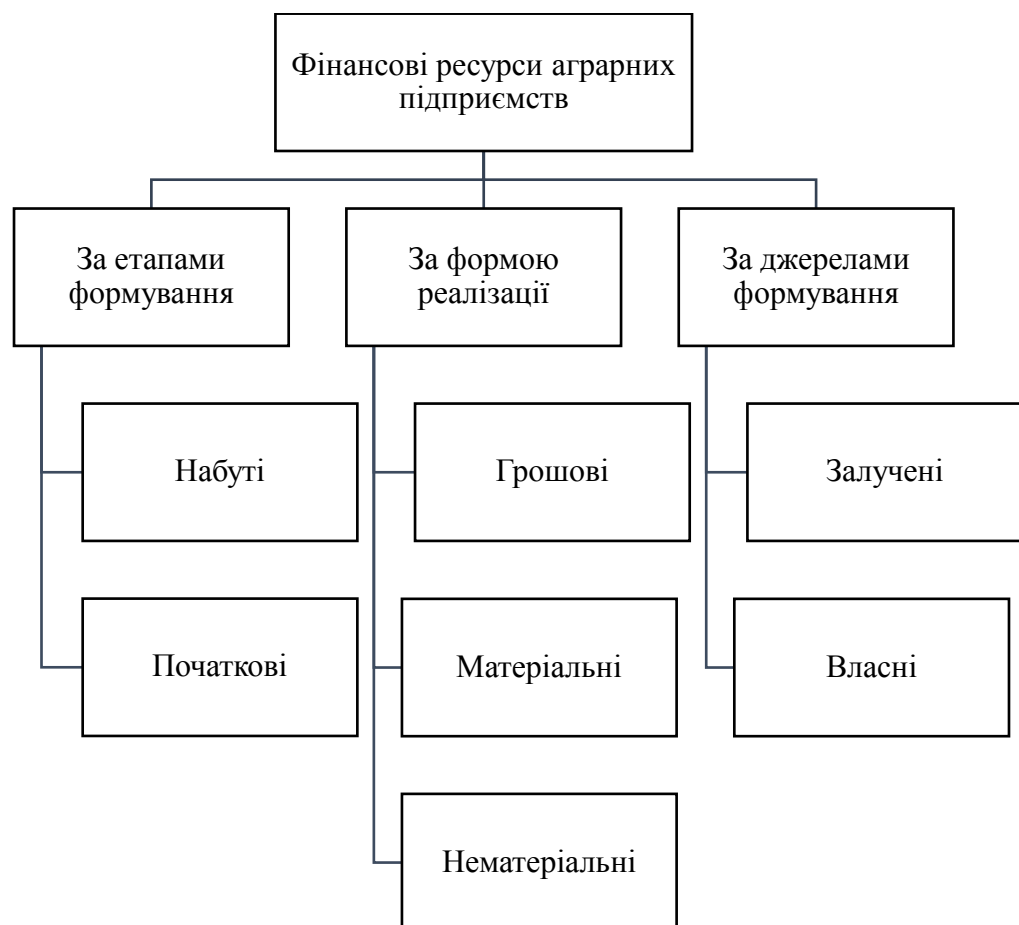 Фінансові ресурси аграрних
підприємств
За етапами
формування
Набуті
Початкові
За формою
реалізації
Грошові
Матеріальні
Нематеріальні
За джерелами
формування
Залучені
Власні